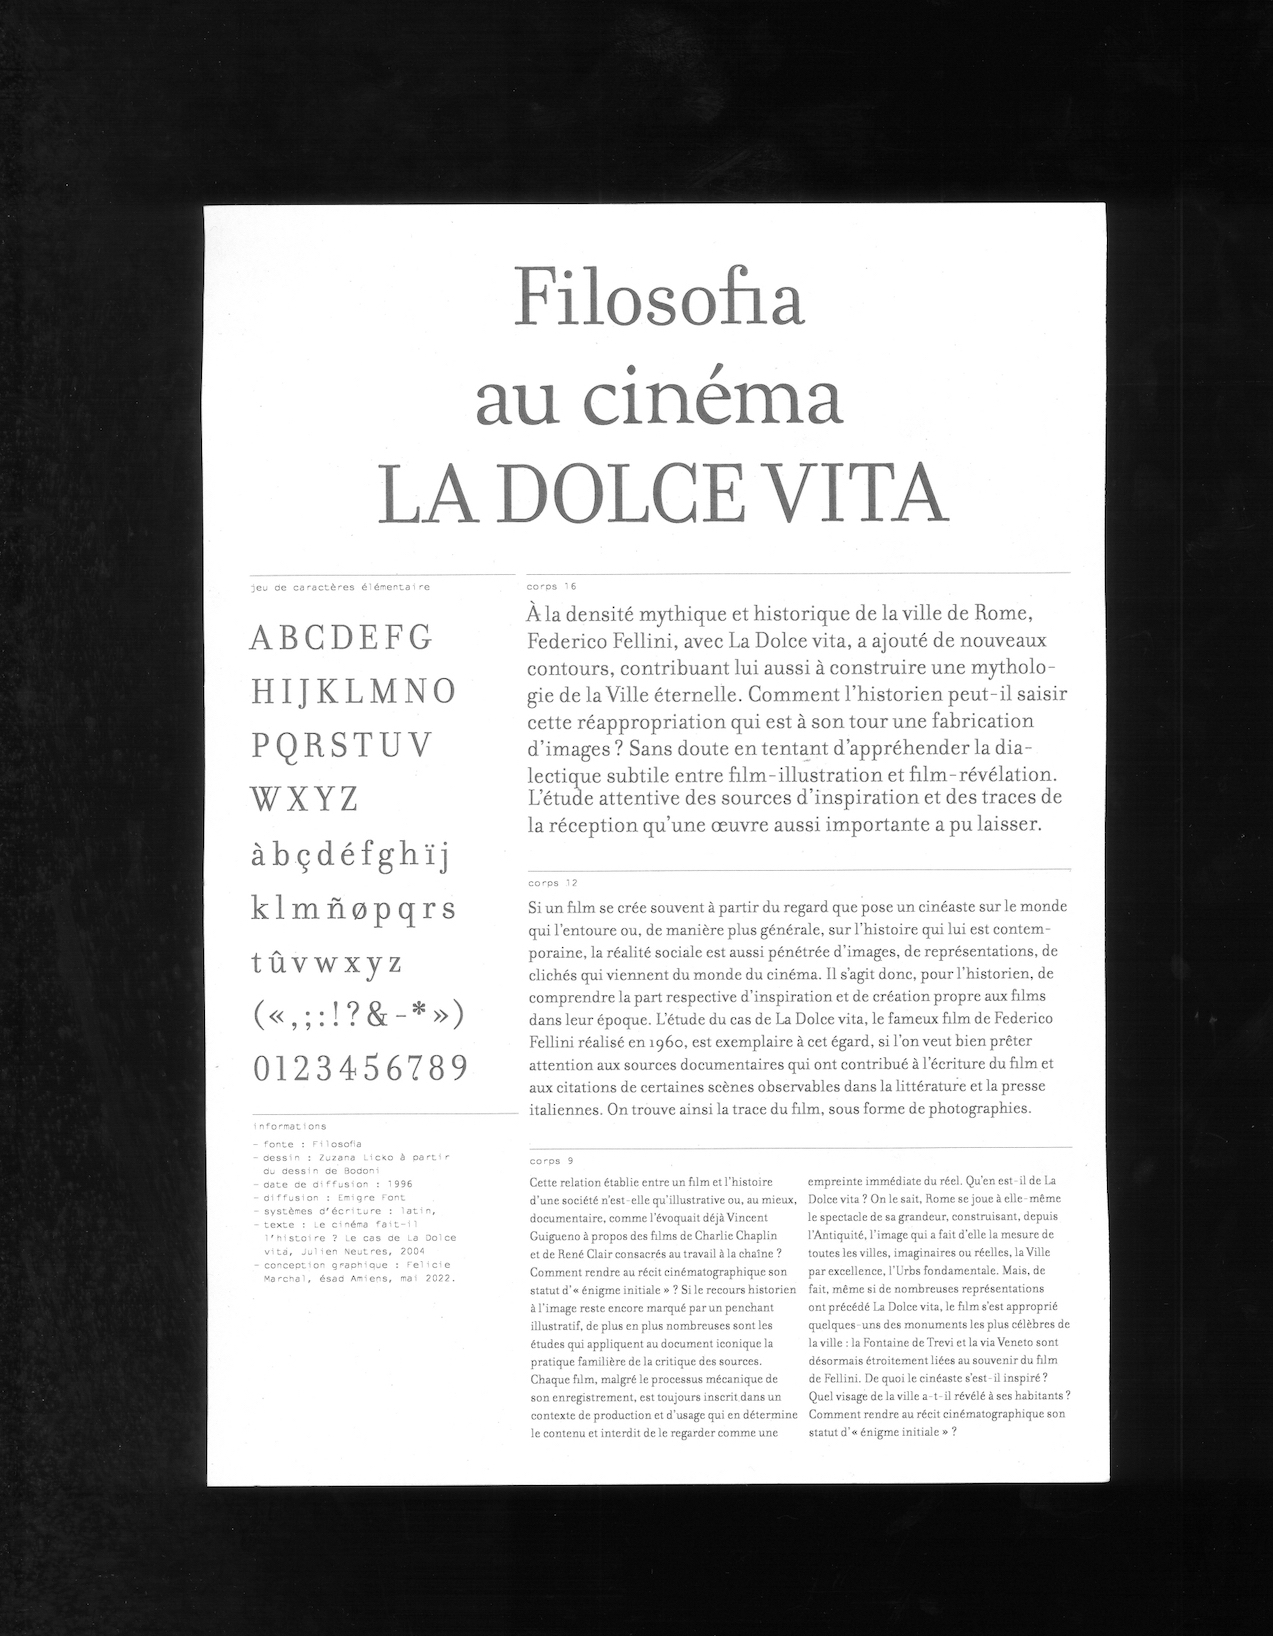 Filosofia
au cinéma
LA DOLCE VITA
jeu de caractères élémentaire
A B C D E F G
H I J K L M N O
P Q R S T U V
W X Y Z
à b ç d é f g h ï j
k l m ñ ø p q r s
t û v w x y z
( « , ; : ! ? & - * » )
0 1 2 3 4 5 6 7 8 9
informations
- fonte : Filosofia
- dessin : Zuzana Licko à partir
du dessin de Bodoni
- date de diffusion : 1996
- diffusion : Emigre Font
- systèmes d'écriture : latin,
- texte : Le cinéma fait-il
l'histoire ? Le cas de La Dolce
vita, Julien Neutres, 2004
- conception graphique : Felicie
Marchal, ésad Amiens, mai 2022.
corps 16
À la densité mythique et historique de la ville de Rome,
Federico Fellini, avec La Dolce vita, a ajouté de nouveaux
contours, contribuant lui aussi à construire une mytholo-
gie de la Ville éternelle. Comment l'historien peut-il saisir
cette réappropriation qui est à son tour une fabrication
d'images ? Sans doute en tentant d'appréhender la dia-
lectique subtile entre film-illustration et film-révélation.
L'étude attentive des sources d'inspiration et des traces de
la réception qu'une œuvre aussi importante a pu laisser.
corps 12
Si un film se crée souvent à partir du regard que pose un cinéaste sur le monde
qui l'entoure ou, de manière plus générale, sur l'histoire qui lui est contem-
poraine, la réalité sociale est aussi pénétrée d'images, de représentations, de
clichés qui viennent du monde du cinéma. Il s'agit donc, pour l'historien, de
comprendre la part respective d'inspiration et de création propre aux films
dans leur époque. L'étude du cas de La Dolce vita, le fameux film de Federico
Fellini réalisé en 1960, est exemplaire à cet égard, si l'on veut bien prêter
attention aux sources documentaires qui ont contribué à l'écriture du film et
aux citations de certaines scènes observables dans la littérature et la presse
italiennes. On trouve ainsi la trace du film, sous forme de photographies.
corps 9
Cette relation établie entre un film et l'histoire
d'une société n'est-elle qu'illustrative ou, au mieux,
documentaire, comme l'évoquait déjà Vincent
Guigueno à propos des films de Charlie Chaplin
et de René Clair consacrés au travail à la chaîne ?
Comment rendre au récit cinématographique son
statut d'« énigme initiale » ? Si le recours historien
à l'image reste encore marqué par un penchant
illustratif, de plus en plus nombreuses sont les
études qui appliquent au document iconique la
pratique familière de la critique des sources.
Chaque film, malgré le processus mécanique de
son enregistrement, est toujours inscrit dans un
contexte de production et d'usage qui en détermine
le contenu et interdit de le regarder comme une
empreinte immédiate du réel. Qu'en est-il de La
Dolce vita ? On le sait, Rome se joue à elle-même
le spectacle de sa grandeur, construisant, depuis
l'Antiquité, l'image qui a fait d'elle la mesure de
toutes les villes, imaginaires ou réelles, la Ville
par excellence, l'Urbs fondamentale. Mais, de
fait, même si de nombreuses représentations
ont précédé La Dolce vita, le film s'est approprié
quelques-uns des monuments les plus célèbres de
la ville : la Fontaine de Trevi et la via Veneto sont
désormais étroitement liées au souvenir du film
de Fellini. De quoi le cinéaste s'est-il inspiré ?
Quel visage de la ville a-t-il révélé à ses habitants ?
Comment rendre au récit cinématographique son
statut d'« énigme initiale » ?